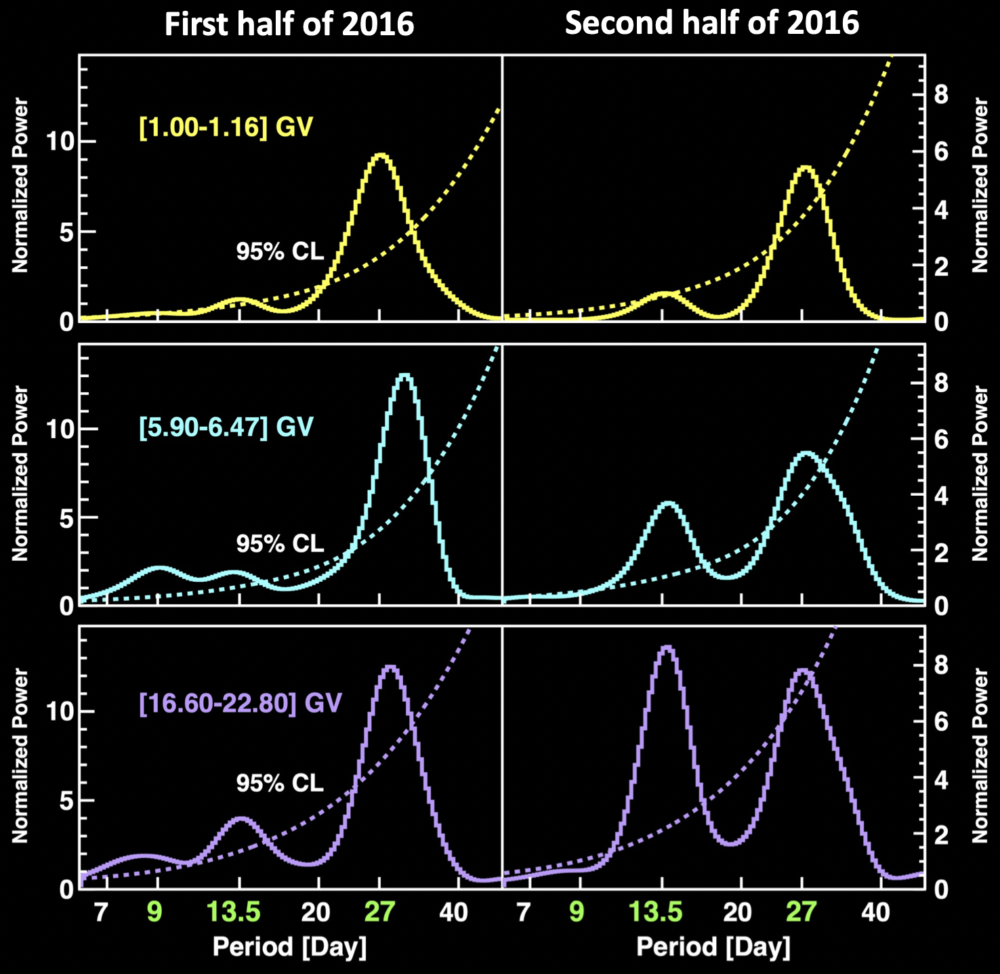 First half of 2016
Second half of 2016
Normalized Power
10
5
0
[1.00-1.16] GV
95% CL
8
6
4
2
0
Normalized Power
Normalized Power
10
5
0
[5.90-6.47] GV
95% CL
8
6
4
2
0
Normalized Power
Normalized Power
10
5
0
[16.60-22.80] GV
95% CL
8
6
4
2
0
Normalized Power
7 9 13.5 20 27 40
7 9 13.5 20 27 40
Period [Day]
Period [Day]